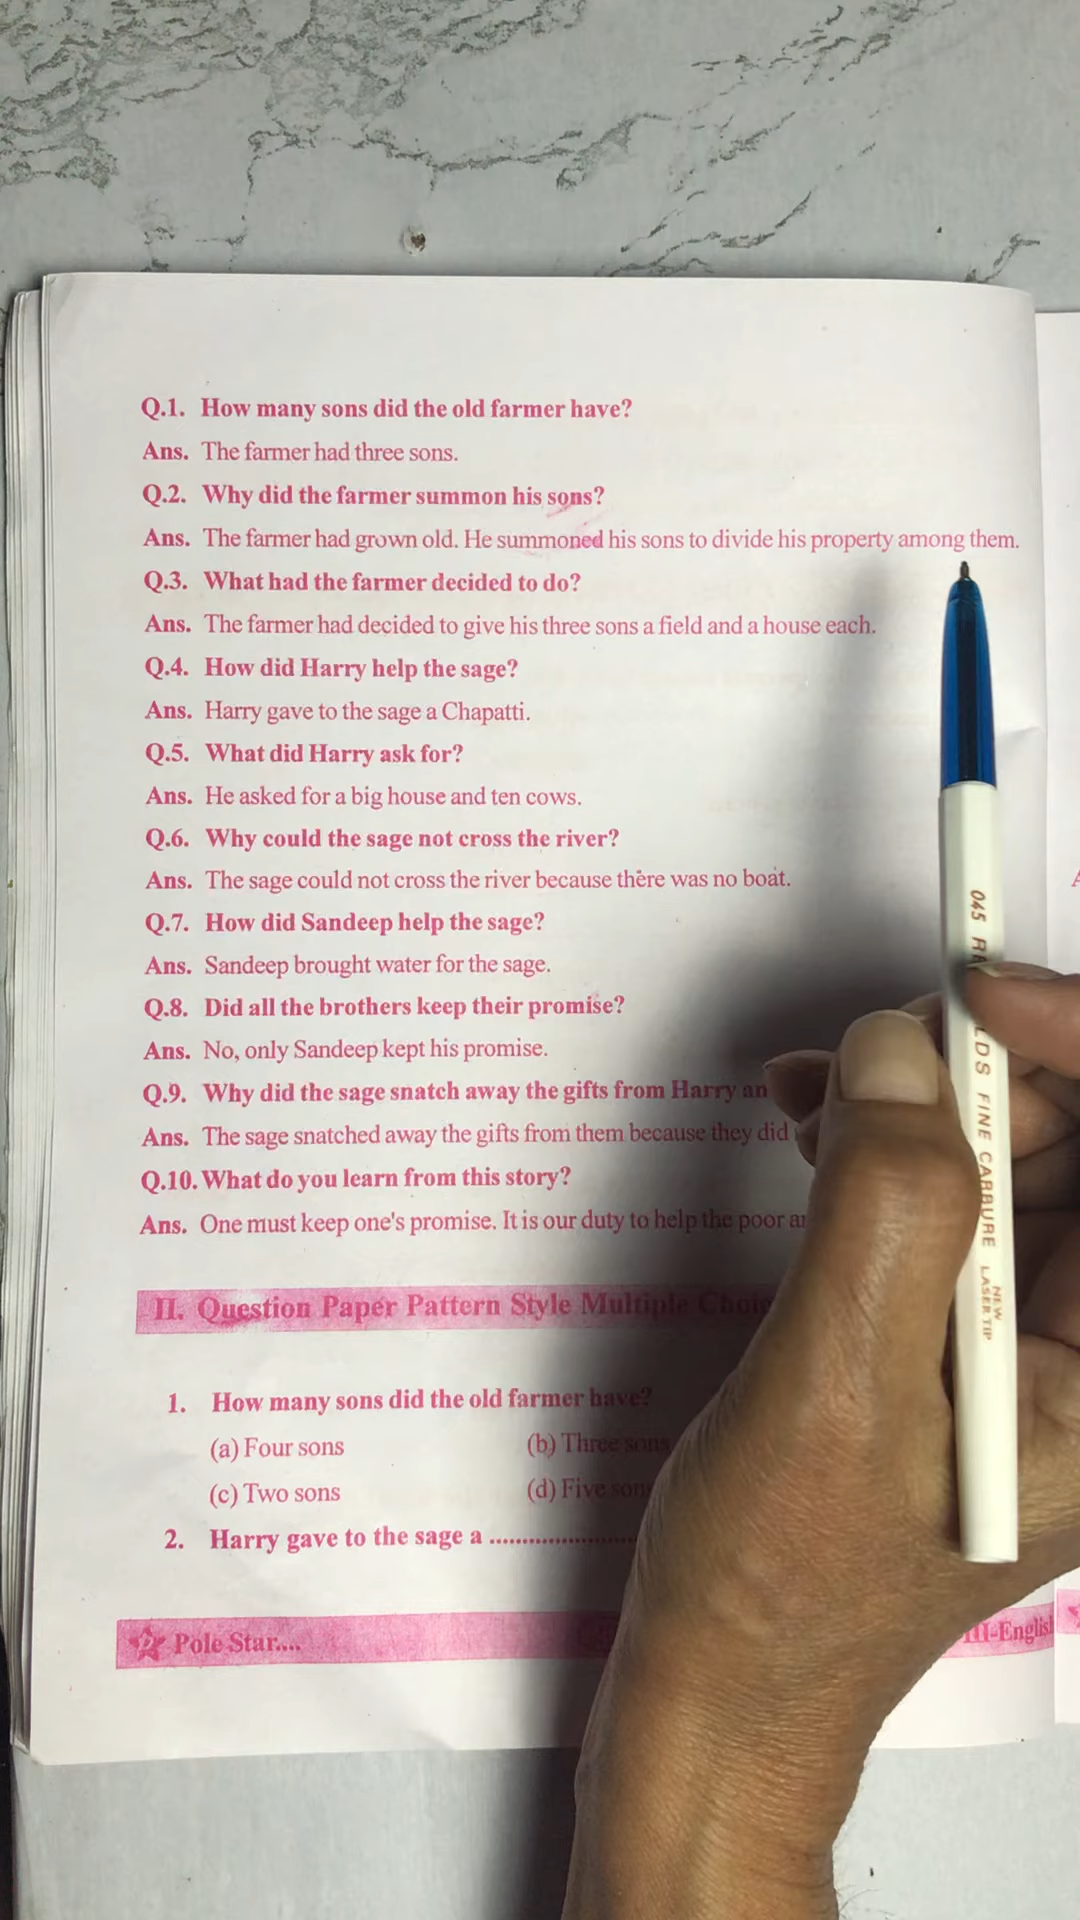 Q.1. How many sons did the old farmer have?
Ans. The farmer had three sons.
Q.2. Why did the farmer summon his sons?
Ans. The farmer had grown old. He summoned his sons to divide his property among them.
Q.3. What had the farmer decided to do?
Ans. The farmer had decided to give his three sons a field and a house each.
Q.4. How did Harry help the sage?
Ans. Harry gave to the sage a Chapatti.
Q.5. What did Harry ask for?
Ans. He asked for a big house and ten cows.
Q.6. Why could the sage not cross the river?
Ans. The sage could not cross the river because there was no boat.
Q.7. How did Sandeep help the sage?
Ans. Sandeep brought water for the sage.
Q.8. Did all the brothers keep their promise?
Ans. No, only Sandeep kept his promise.
Q.9. Why did the sage snatch away the gifts from Harry an
Ans. The sage snatched away the gifts from them because they did
Q.10. What do you learn from this story?
Ans. One must keep one's promise. It is our duty to help the poor
II. Question Paper Pattern Style Multiple Choic
1. How many sons did the old farmer have?
(a) Four sons (b) Three sons
(c) Two sons (d) Five sons
2. Harry gave to the sage a ......................
Pole Star.... III-English
045 FINE CARBURE NEW LASER TIP